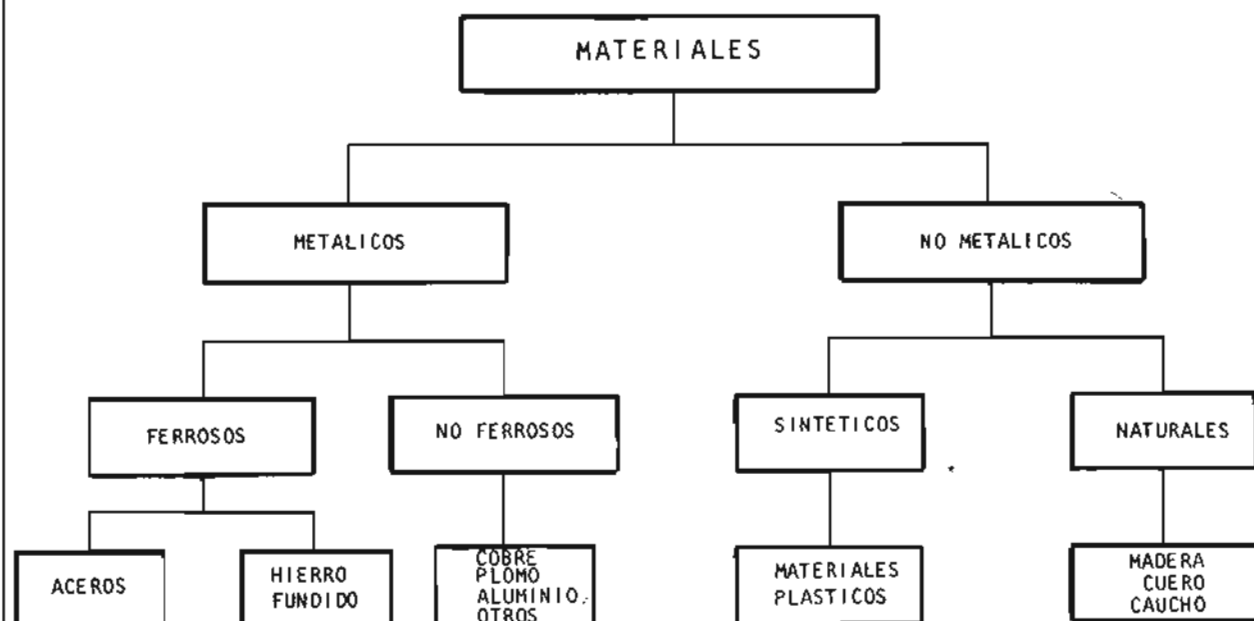 MATERIALES
METALICOS
NO METALICOS
FERROSOS
NO FERROSOS
SINTETICOS
NATURALES
ACEROS
HIERRO
FUNDIDO
COBRE
PLOMO
ALUMINIO,
OTROS
MATERIALES
PLASTICOS
MADERA
CUERO
CAUCHO